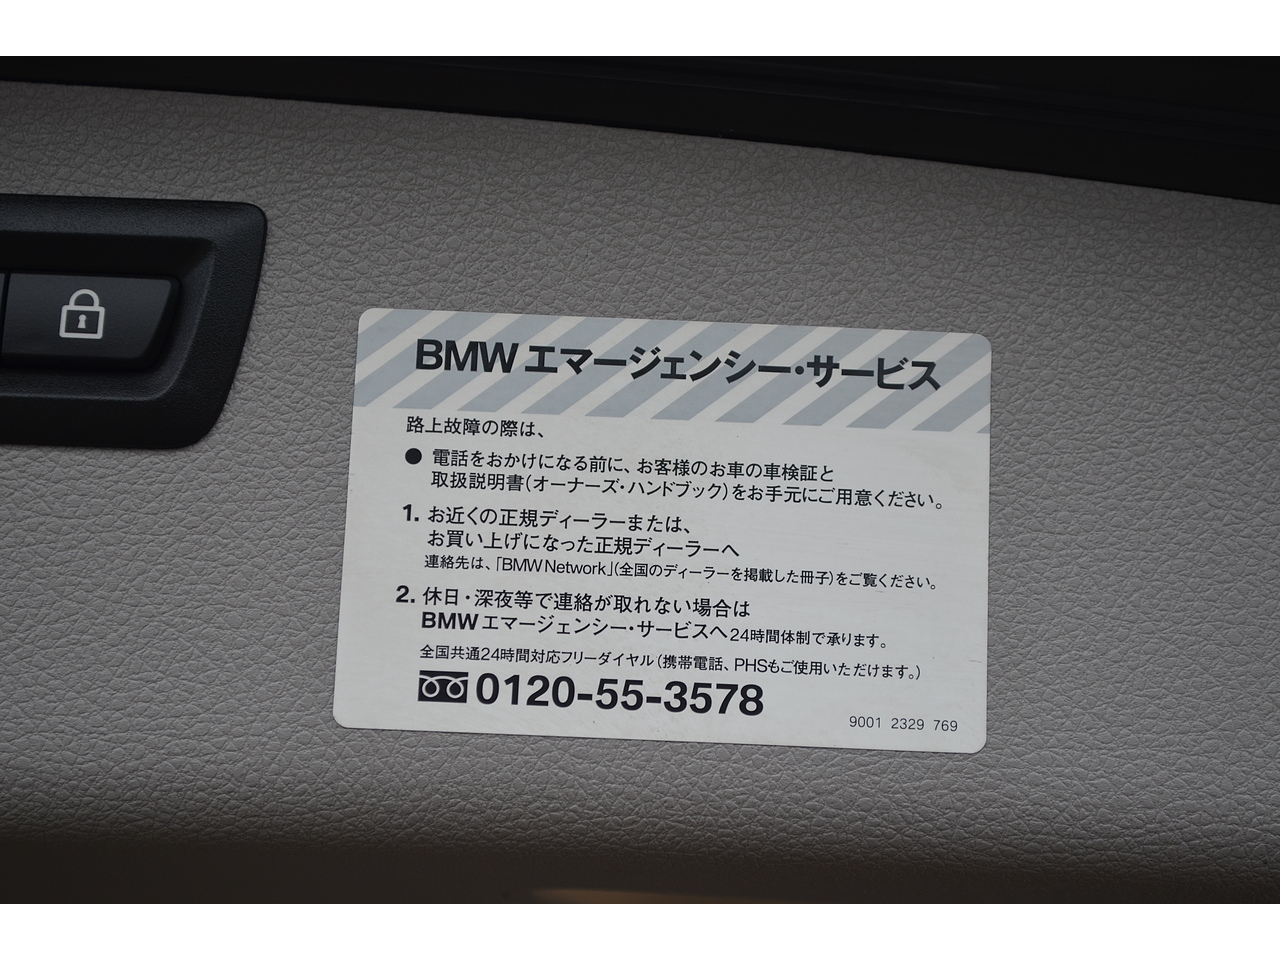 BMWエマージェンシー・サービス
路上故障の際は、
● 電話をおかけになる前に、お客様のお車の車検証と
取扱説明書(オーナーズ・ハンドブック)をお手元にご用意ください。
1. お近くの正規ディーラーまたは、
お買い上げになった正規ディーラーへ
連絡先は、「BMW Network」(全国のディーラーを掲載した冊子)をご覧ください。
2. 休日・深夜等で連絡が取れない場合は
BMWエマージェンシー・サービスへ24時間体制で承ります。
全国共通24時間対応フリーダイヤル(携帯電話、PHSもご使用いただけます。)
0120-55-3578
9001 2329 769